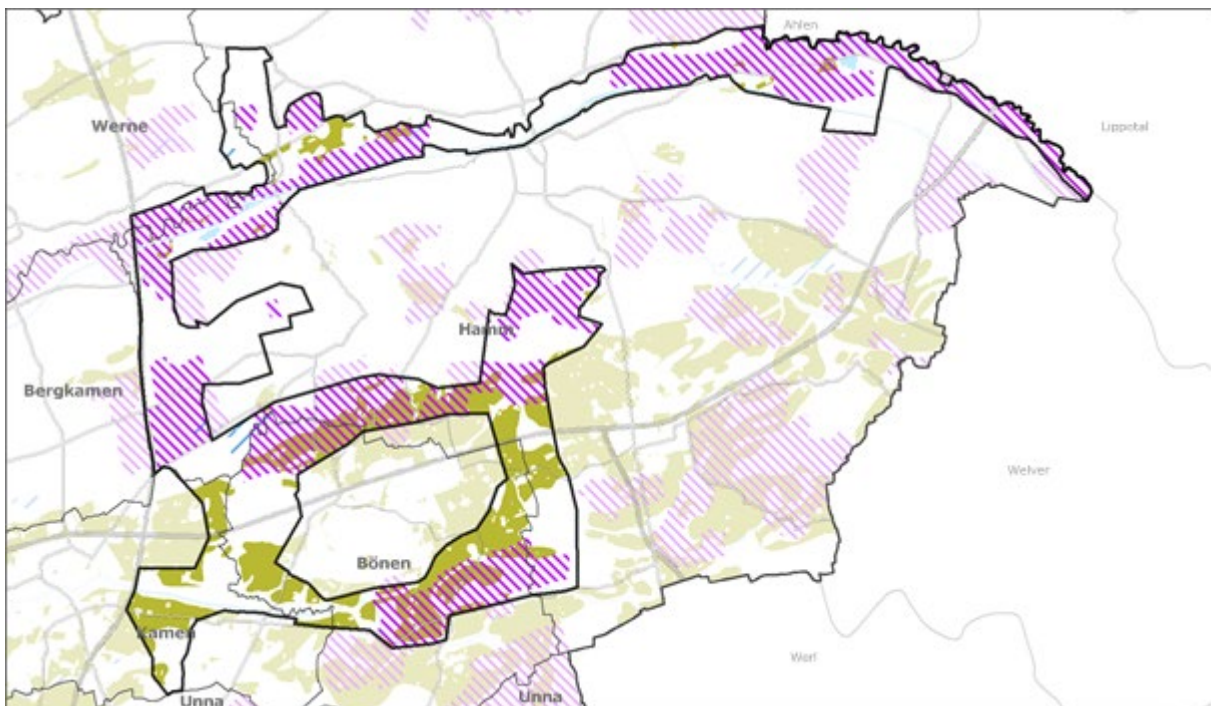 Ahlen
Werne
Lippetal
Hamm
Bergkamen
Welver
Bönen
Kamen
Werl
Unna
Unna